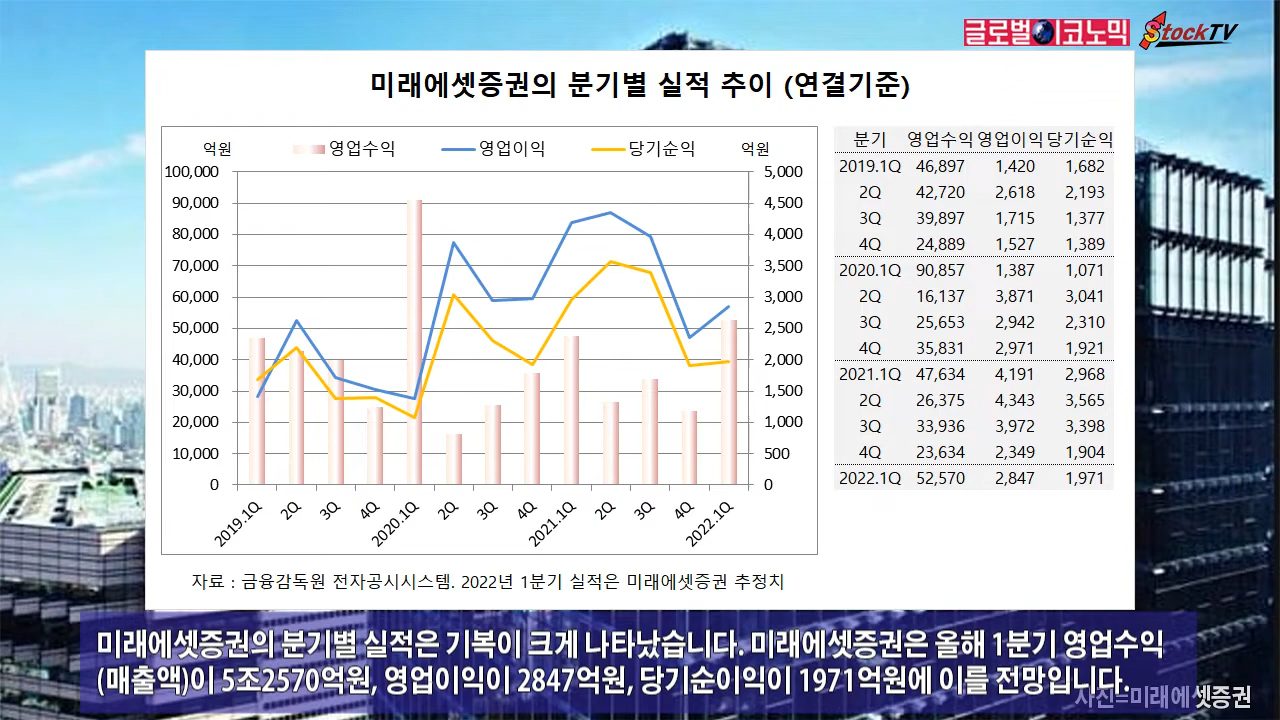 글로벌이코노믹 StockTV
미래에셋증권의 분기별 실적 추이 (연결기준)
억원 영업수익 영업이익 당기순익 억원
100,000 5,000
90,000 4,500
80,000 4,000
70,000 3,500
60,000 3,000
50,000 2,500
40,000 2,000
30,000 1,500
20,000 1,000
10,000 500
0 0
2019.1Q 2Q 3Q 4Q 2020.1Q 2Q 3Q 4Q 2021.1Q 2Q 3Q 4Q 2022.1Q
분기 영업수익 영업이익 당기순익
2019.1Q 46,897 1,420 1,682
2Q 42,720 2,618 2,193
3Q 39,897 1,715 1,377
4Q 24,889 1,527 1,389
2020.1Q 90,857 1,387 1,071
2Q 16,137 3,871 3,041
3Q 25,653 2,942 2,310
4Q 35,831 2,971 1,921
2021.1Q 47,634 4,191 2,968
2Q 26,375 4,343 3,565
3Q 33,936 3,972 3,398
4Q 23,634 2,349 1,904
2022.1Q 52,570 2,847 1,971
자료 : 금융감독원 전자공시시스템. 2022년 1분기 실적은 미래에셋증권 추정치
미래에셋증권의 분기별 실적은 기복이 크게 나타났습니다. 미래에셋증권은 올해 1분기 영업수익
(매출액)이 5조2570억원, 영업이익이 2847억원, 당기순이익이 1971억원에 이를 전망입니다.
사진=미래에셋증권